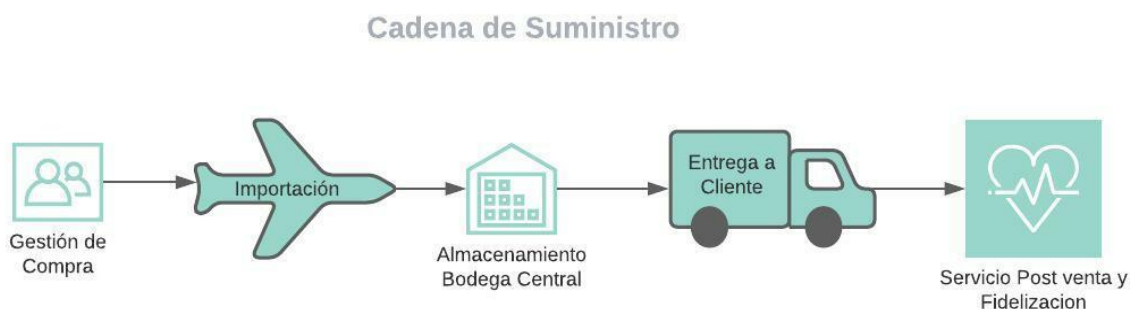 Cadena de Suministro
Gestión de
Compra
Importación
Almacenamiento
Bodega Central
Entrega a
Cliente
Servicio Post venta y
Fidelizacion